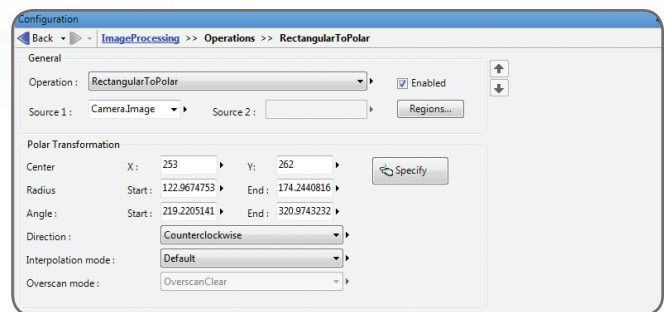 Configuration
Back ImageProcessing >> Operations >> RectangularToPolar
General
Operation : RectangularToPolar Enabled
Source 1 : Camera.Image Source 2 : Regions...
Polar Transformation
Center X : 253 Y: 262 Specify
Radius Start : 122.9674753 End : 174.2440816
Angle : Start : 219.2205141 End : 320.9743232
Direction : Counterclockwise
Interpolation mode : Default
Overscan mode : OverscanClear